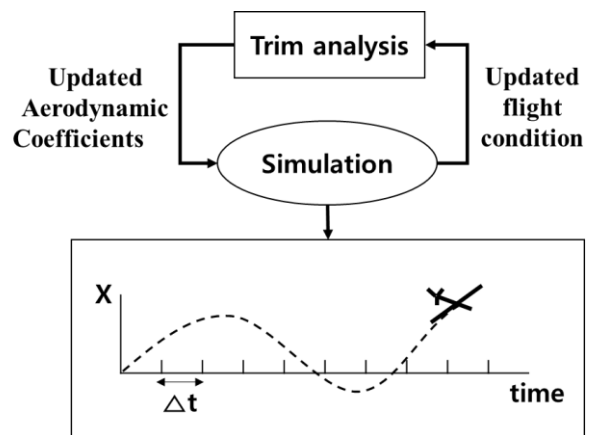 Trim analysis
Updated
Aerodynamic
Coefficients
Updated
flight
condition
Simulation
X
time
△t